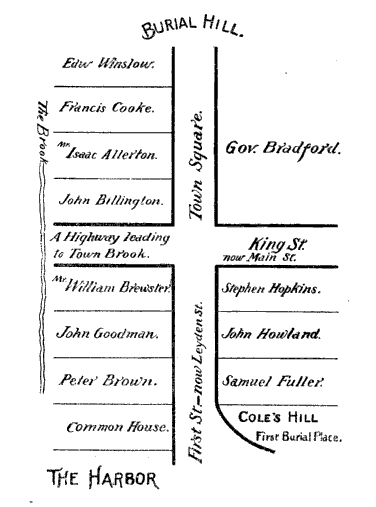 BURIAL HILL.
Edw Winslow.
Francis Cooke.
Mr. Isaac Allerton.
John Billington.
The Brook
Town Square.
Gov. Bradford.
A Highway leading
to Town Brook.
King St.
now Main St.
Mr. William Brewster.
John Goodman.
Peter Brown.
Common House.
First St.-now Leyden St.
Stephen Hopkins.
John Howland.
Samuel Fuller.
COLE'S HILL
First Burial Place.
THE HARBOR